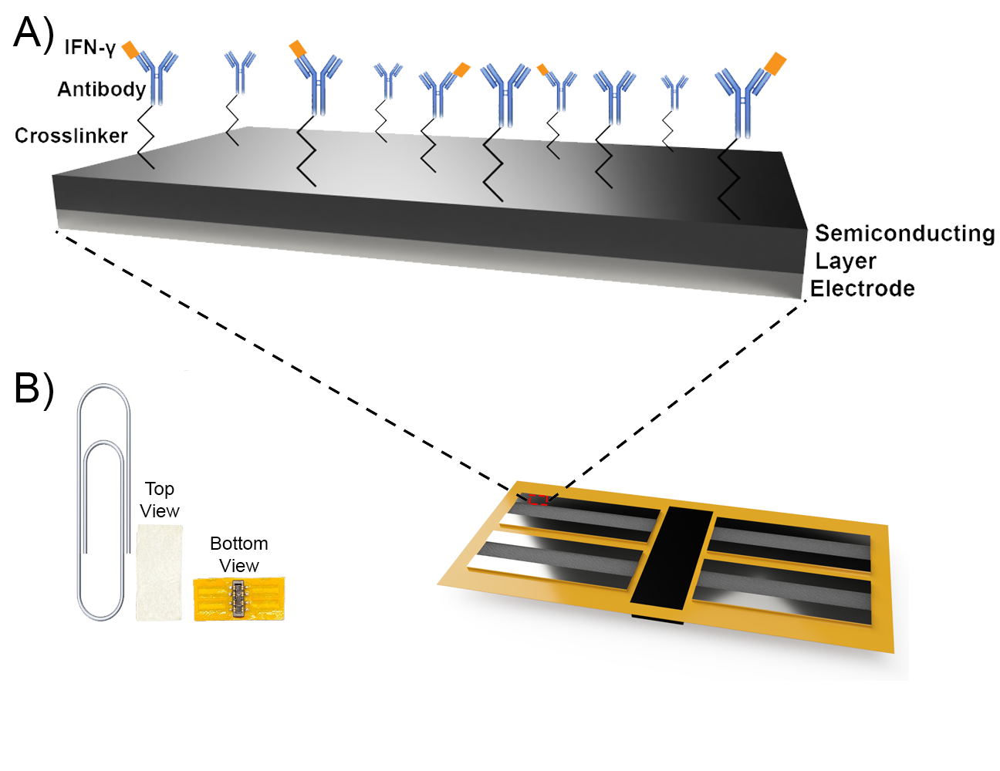 A)
IFN-γ
Antibody
Crosslinker
Semiconducting
Layer
Electrode
B)
Top
View
Bottom
View